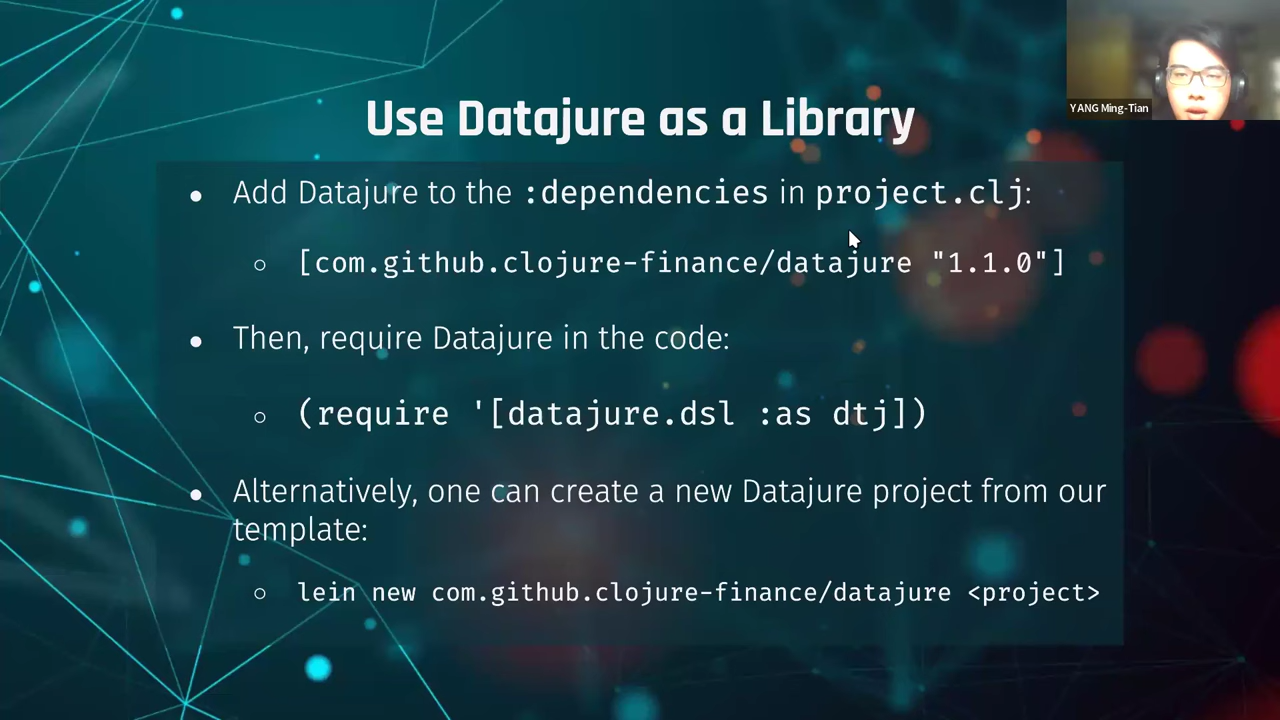 YANG Ming-Tian
Use Datajure as a Library
● Add Datajure to the :dependencies in project.clj:
○ [com.github.clojure-finance/datajure "1.1.0"]
● Then, require Datajure in the code:
○ (require '[datajure.dsl :as dtj])
● Alternatively, one can create a new Datajure project from our
template:
○ lein new com.github.clojure-finance/datajure <project>